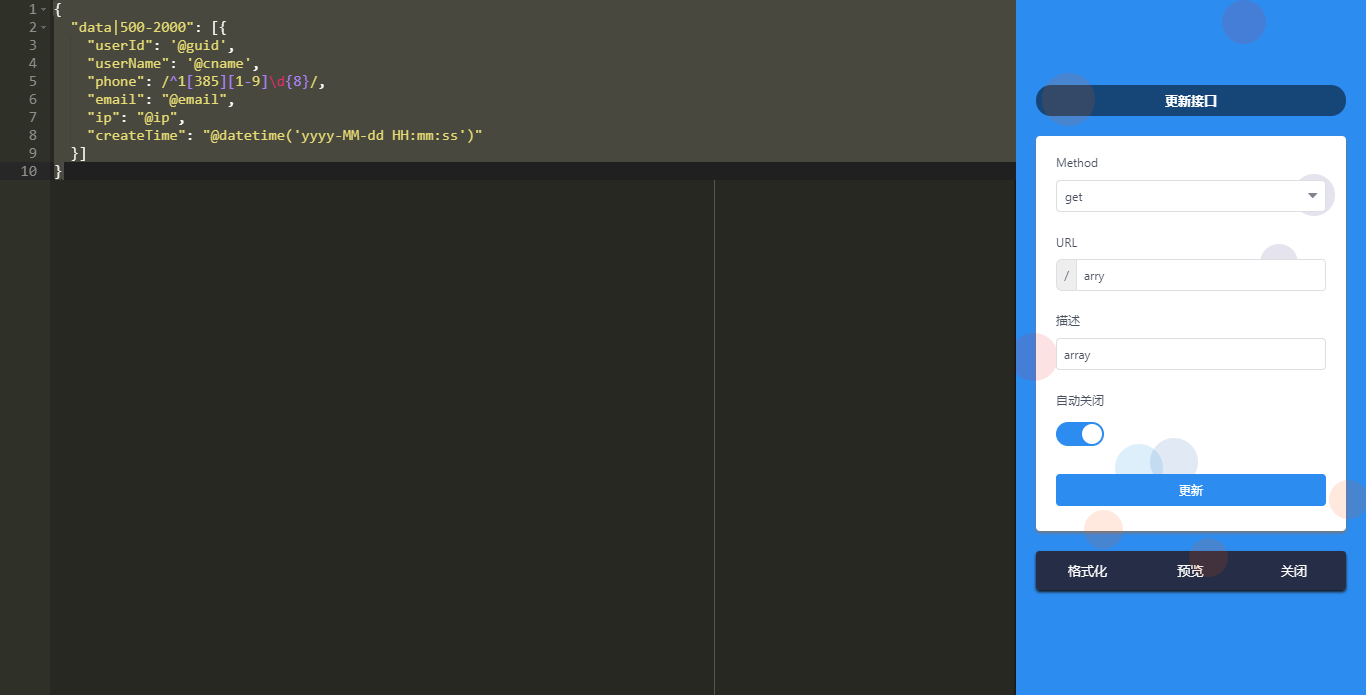 1 {
2 "data|500-2000": [{
3 "userId": '@guid',
4 "userName": '@cname',
5 "phone": /^1[385][1-9]\d{8}/,
6 "email": "@email",
7 "ip": "@ip",
8 "createTime": "@datetime('yyyy-MM-dd HH:mm:ss')"
9 }]
10 }
更新接口
Method
get
URL
/ arry
描述
array
自动关闭
更新
格式化 预览 关闭